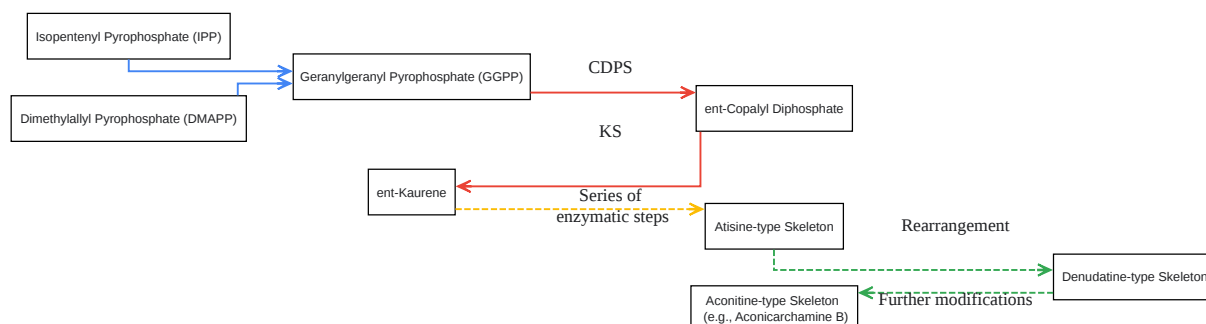 Isopentenyl Pyrophosphate (IPP)
CDPS
Geranylgeranyl Pyrophosphate (GGPP)
ent-Copalyl Diphosphate
Dimethylallyl Pyrophosphate (DMAPP)
KS
ent-Kaurene
Series of
enzymatic steps
Atisine-type Skeleton
Rearrangement
Denudatine-type Skeleton
Further modifications
Aconitine-type Skeleton
(e.g., Aconicarchamine B)